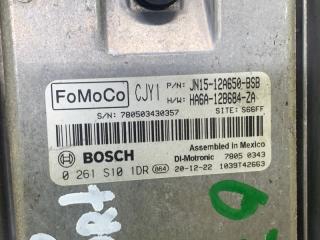 FoMoCo CJY1 P/N: JN15-12A650-BSB
H/W: HA6A-12B684-ZA
S/N: 780503430357 SITE: S66FF
BOSCH Assembled in Mexico
DI-Motronic 7805 0343
0 261 S10 1DR 864 20-12-22 1039T42663